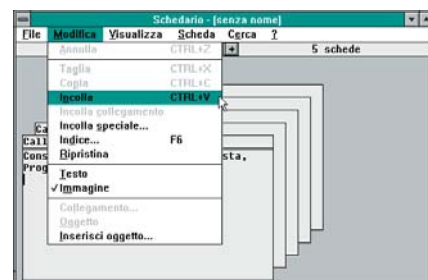 Schedario - (senza nome)
File Modifica Visualizza Scheda Cerca ?
5 schede
Annulla CTRL+Z
Taglia CTRL+X
Copia CTRL+C
Incolla CTRL+V
Incolla collegamento
Incolla speciale...
Indice... F6
Ripristina
Testo
√Immagine
Collegamento...
Oggetto
Inserisci oggetto...
Ca
Call
Cons sta,
Prog